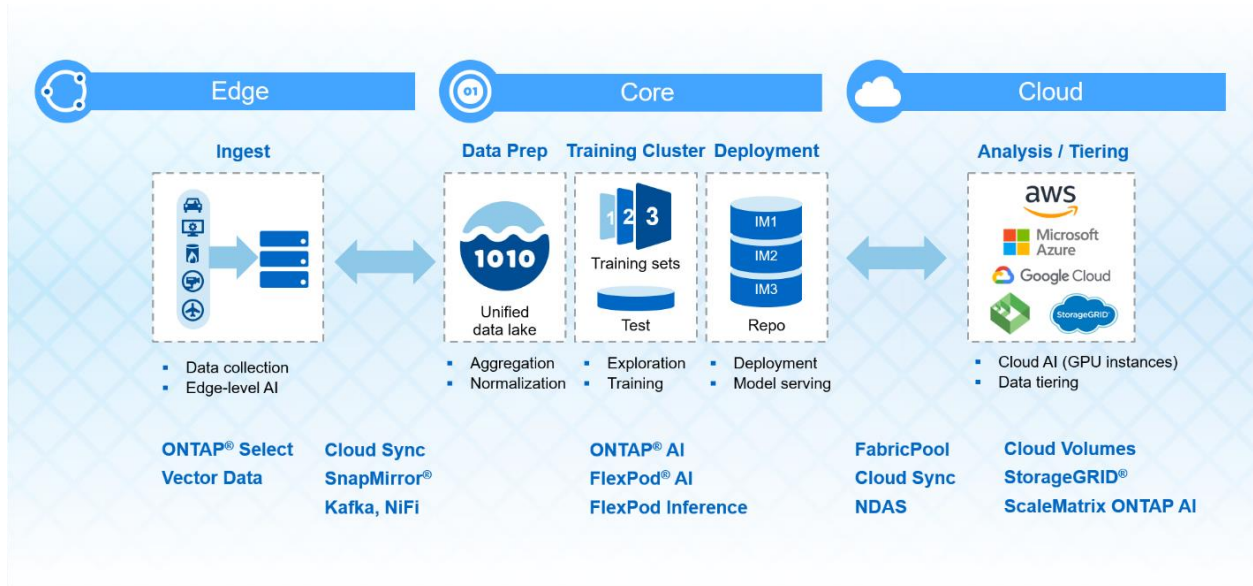 Edge
01
Core
Cloud
Ingest
Data Prep
Training Cluster
Deployment
Analysis / Tiering
1
2
3
1010
Training sets
Test
Unified
data lake
IM1
IM2
IM3
Repo
aws
Microsoft
Azure
Google Cloud
StorageGRID®
▪ Data collection
▪ Edge-level AI
▪ Aggregation
▪ Normalization
▪ Exploration
▪ Training
▪ Deployment
▪ Model serving
▪ Cloud AI (GPU instances)
▪ Data tiering
ONTAP® Select
Vector Data
Cloud Sync
SnapMirror®
Kafka, NiFi
ONTAP® AI
FlexPod® AI
FlexPod Inference
FabricPool
Cloud Sync
NDAS
Cloud Volumes
StorageGRID®
ScaleMatrix ONTAP AI